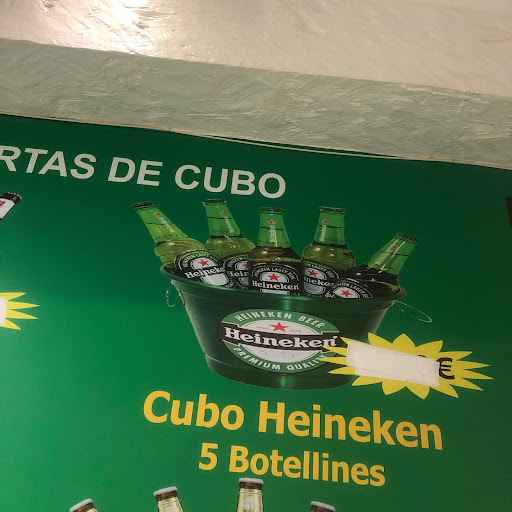 RTAS DE CUBO
Heineken
Heineken
Heineken
HEINEKEN BEER
Heineken
PREMIUM QUALITY
€
Cubo Heineken
5 Botellines